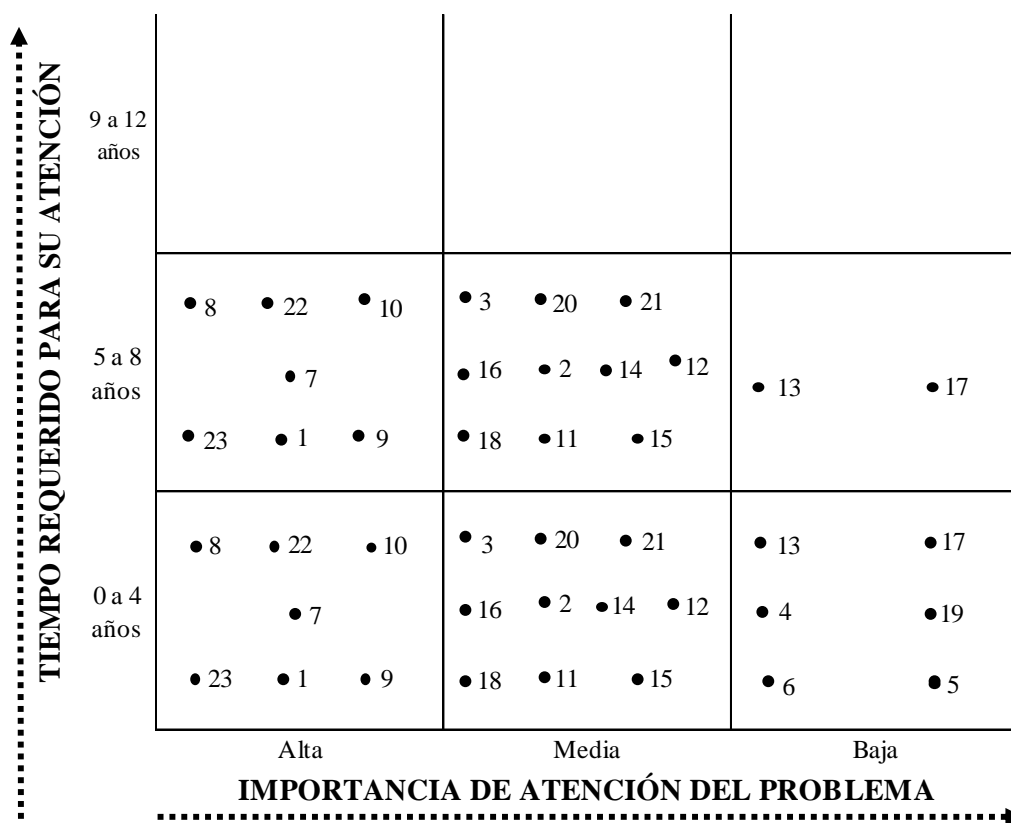 TIEMPO REQUERIDO PARA SU ATENCIÓN
9 a 12
años
8 22 10
3 20 21
7
16 2 14 12
5 a 8
años
13 17
23 1 9
18 11 15
8 22 10
3 20 21
13 17
0 a 4
años
7
16 2 14 12
4 19
23 1 9
18 11 15
6 5
Alta Media Baja
IMPORTANCIA DE ATENCIÓN DEL PROBLEMA